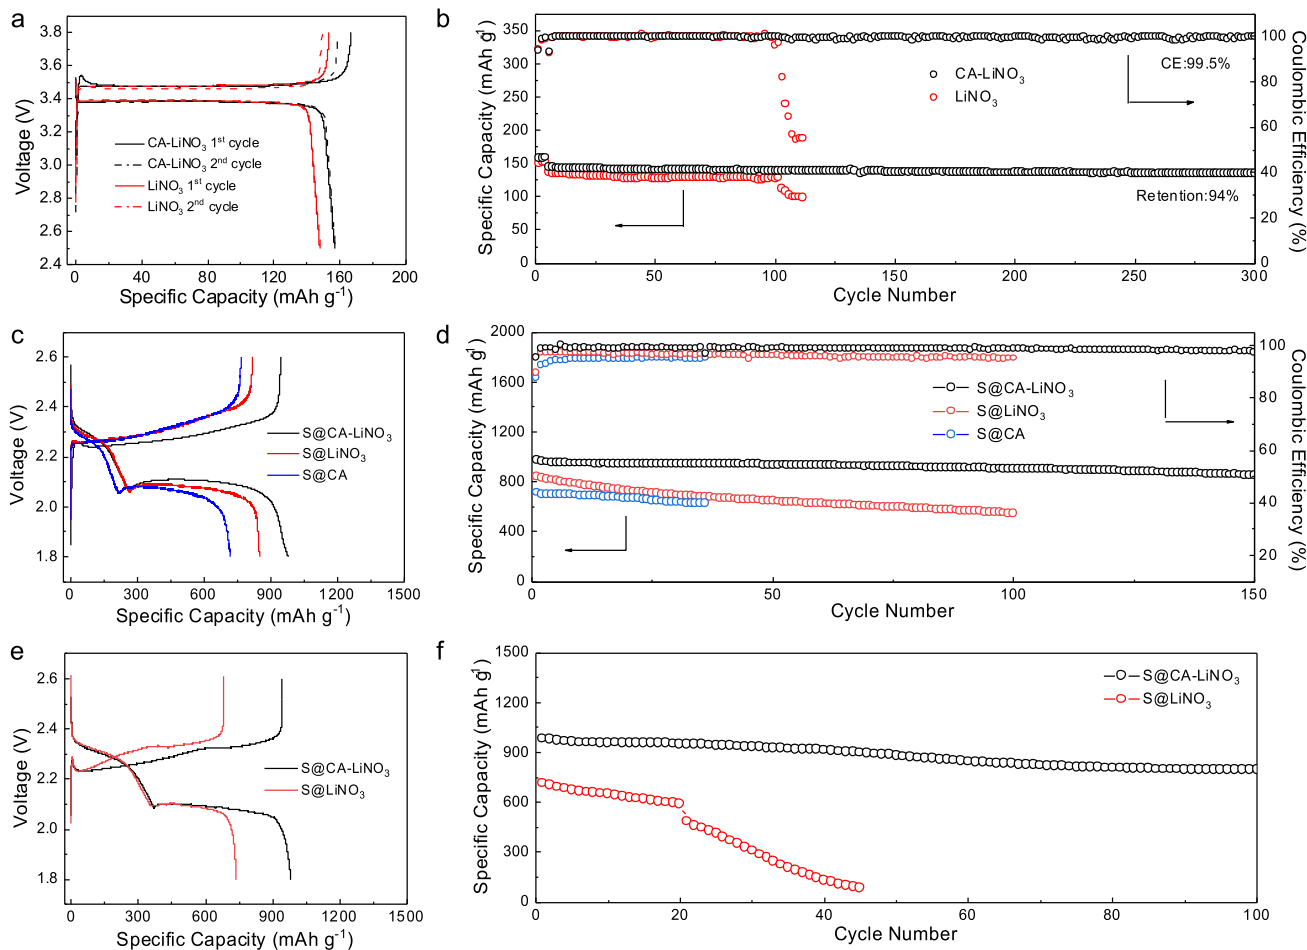 a
3.8
3.6
3.4
3.2
3.0
2.8
2.6
2.4
Voltage (V)
CA-LiNO₃ 1ˢᵗ cycle
CA-LiNO₃ 2ⁿᵈ cycle
LiNO₃ 1ˢᵗ cycle
LiNO₃ 2ⁿᵈ cycle
0 40 80 120 160 200
Specific Capacity (mAh g⁻¹)
b
350
300
250
200
150
100
50
0
Specific Capacity (mAh g¹)
CA-LiNO₃
LiNO₃
CE:99.5%
Retention:94%
100
80
60
40
20
0
Coulombic Efficiency (%)
0 50 100 150 200 250 300
Cycle Number
c
2.6
2.4
2.2
2.0
1.8
Voltage (V)
S@CA-LiNO₃
S@LiNO₃
S@CA
0 300 600 900 1200 1500
Specific Capacity (mAh g⁻¹)
d
2000
1600
1200
800
400
0
Specific Capacity (mAh g¹)
S@CA-LiNO₃
S@LiNO₃
S@CA
100
80
60
40
20
Coulombic Efficiency (%)
0 50 100 150
Cycle Number
e
2.6
2.4
2.2
2.0
1.8
Voltage (V)
S@CA-LiNO₃
S@LiNO₃
0 300 600 900 1200 1500
Specific Capacity (mAh g⁻¹)
f
1500
1200
900
600
300
0
Specific Capacity (mAh g¹)
S@CA-LiNO₃
S@LiNO₃
0 20 40 60 80 100
Cycle Number